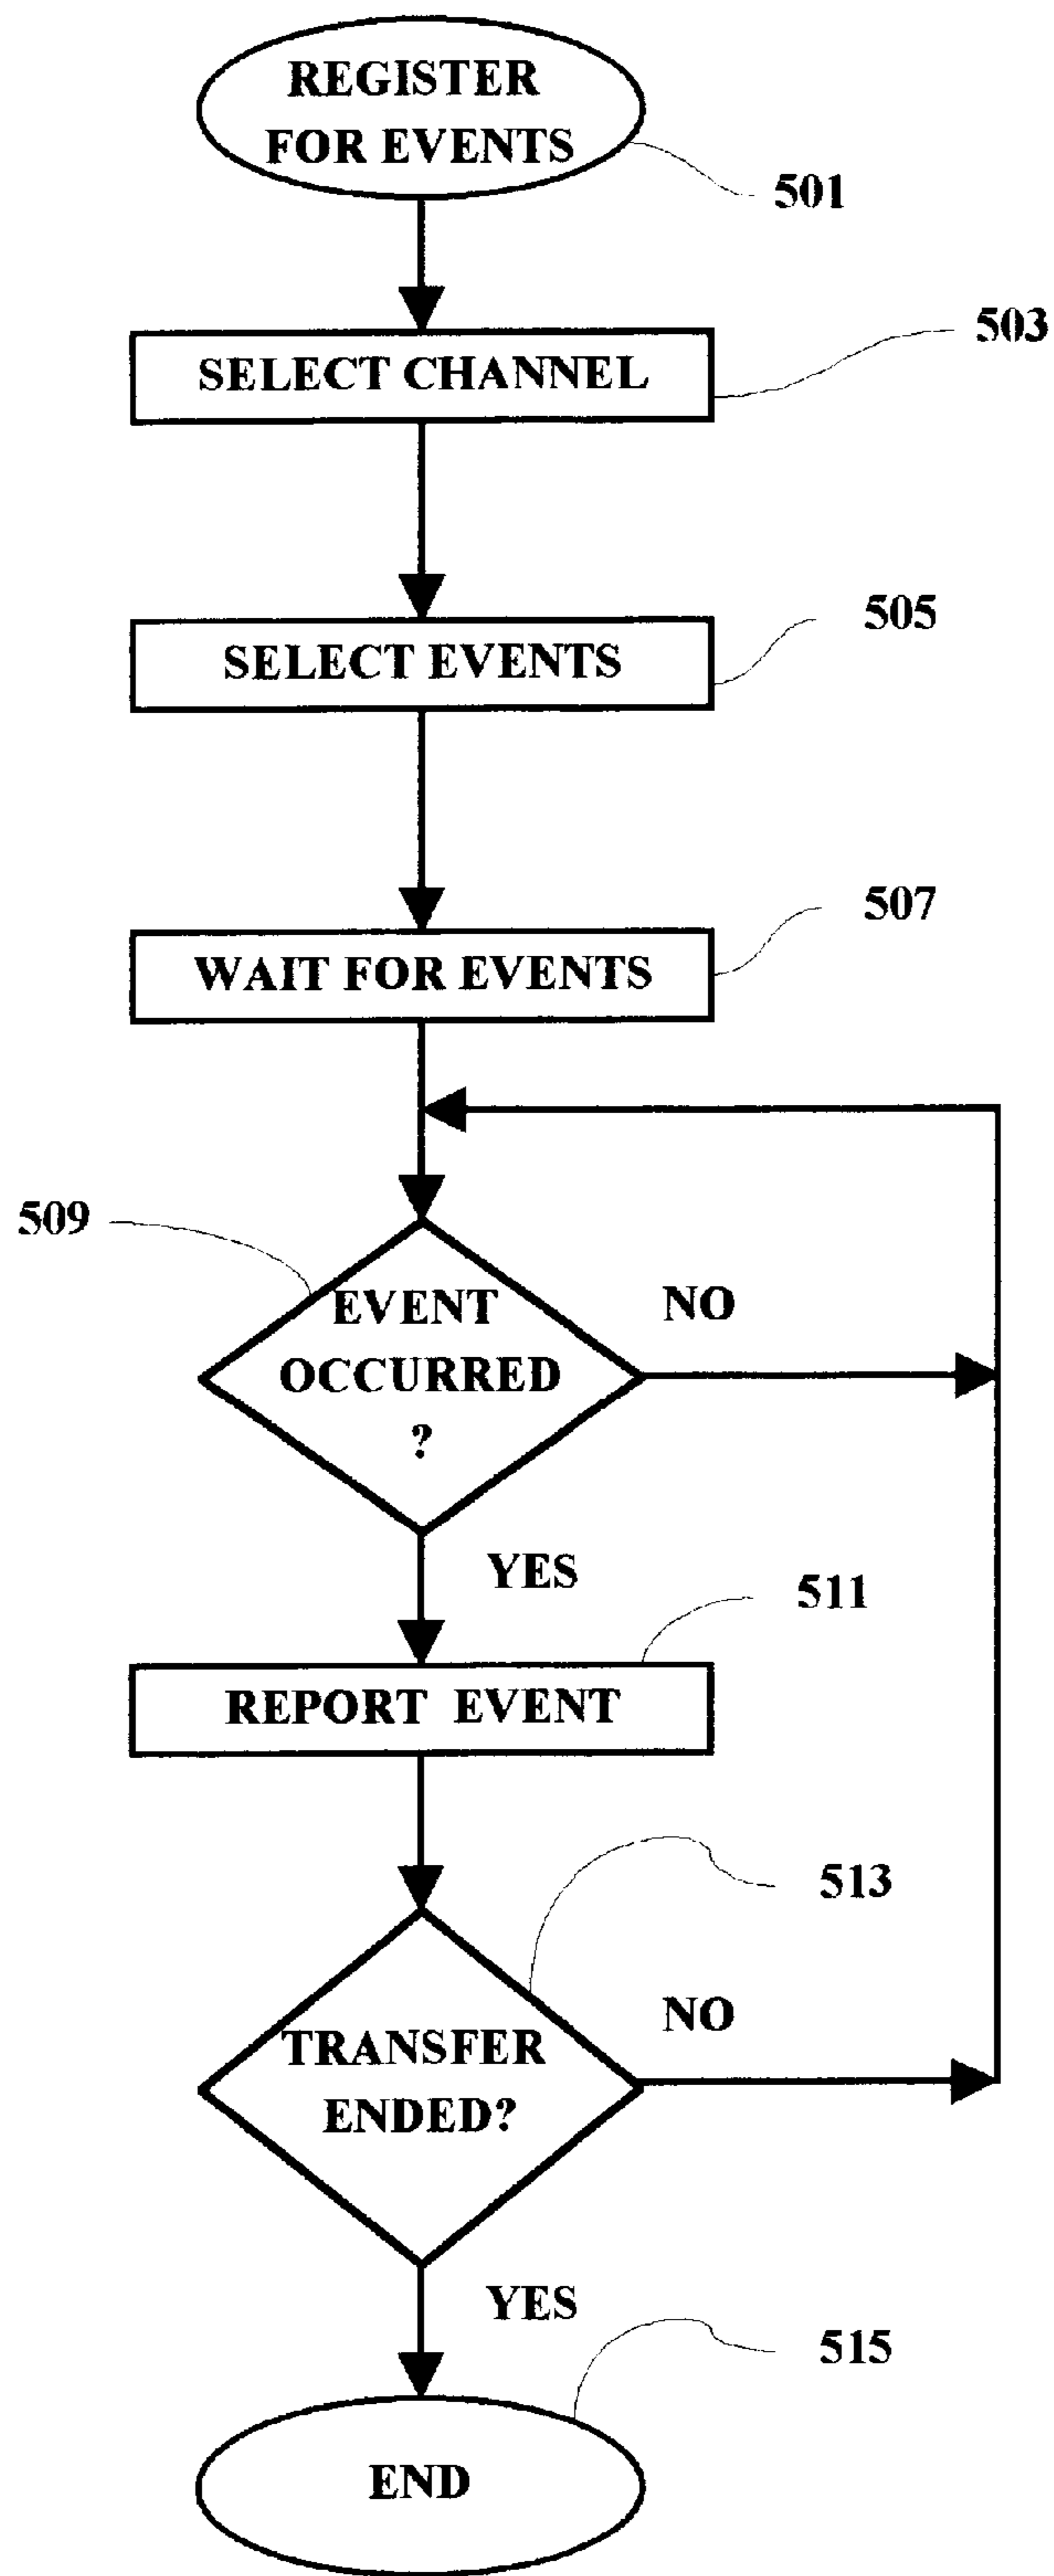 REGISTER
FOR EVENTS
501
503
SELECT CHANNEL
505
SELECT EVENTS
507
WAIT FOR EVENTS
509
EVENT
OCCURRED
?
NO
YES
511
REPORT EVENT
513
TRANSFER
ENDED?
NO
YES
515
END